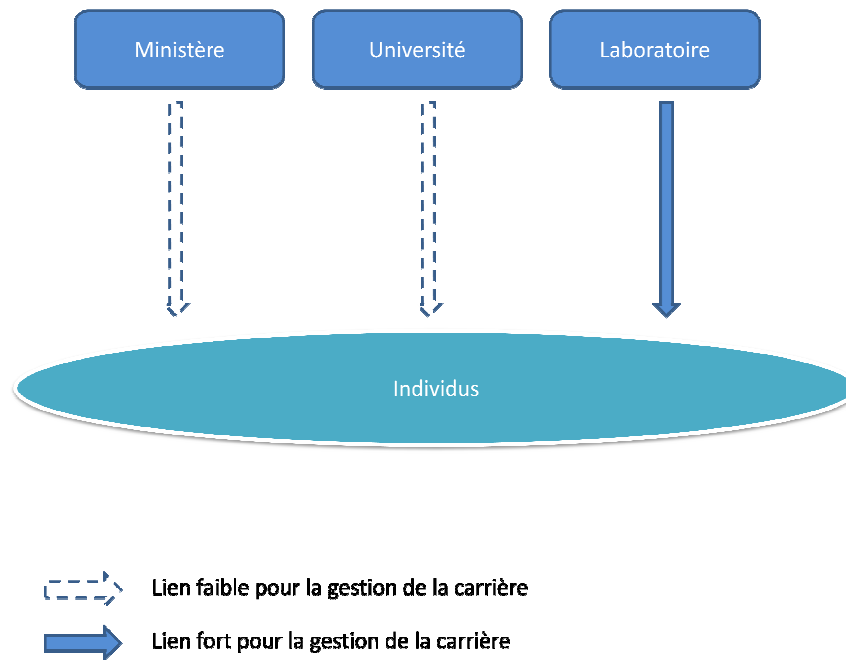 Ministère
Université
Laboratoire
Individus
Lien faible pour la gestion de la carrière
Lien fort pour la gestion de la carrière